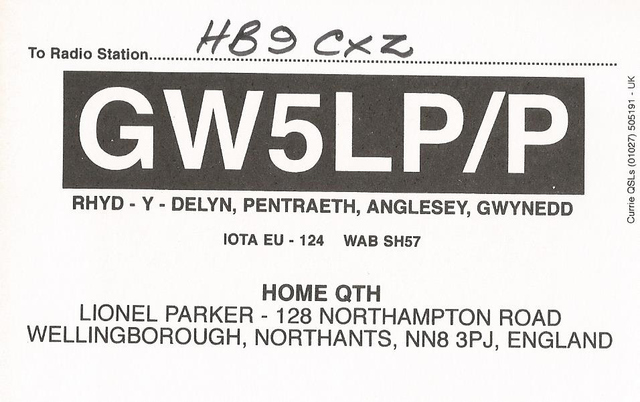 To Radio Station.......... HB9 CXZ
GW5LP/P
RHYD - Y - DELYN, PENTRAETH, ANGLESEY, GWYNEDD
IOTA EU - 124 WAB SH57
HOME QTH
LIONEL PARKER - 128 NORTHAMPTON ROAD
WELLINGBOROUGH, NORTHANTS, NN8 3PJ, ENGLAND
Currie QSLs (01027) 505191 - UK